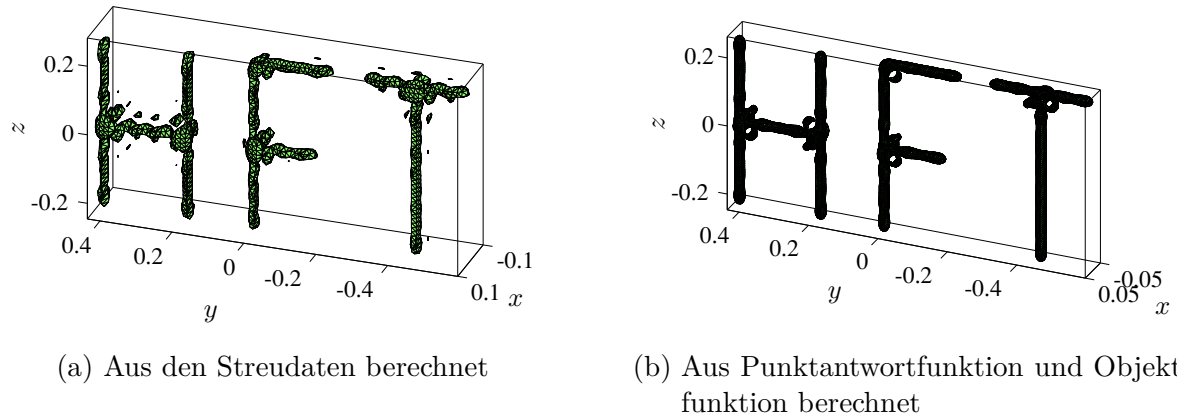 0.2
0
-0.2
z
0.4
0.2
0
-0.2
-0.4
y
-0.1
0.1
x
0.2
0
-0.2
z
0.4
0.2
0
-0.2
-0.4
y
-0.05
0.05
x
HFT
HFT
(a) Aus den Streudaten berechnet
(b) Aus Punktantwortfunktion und Objekt
funktion berechnet